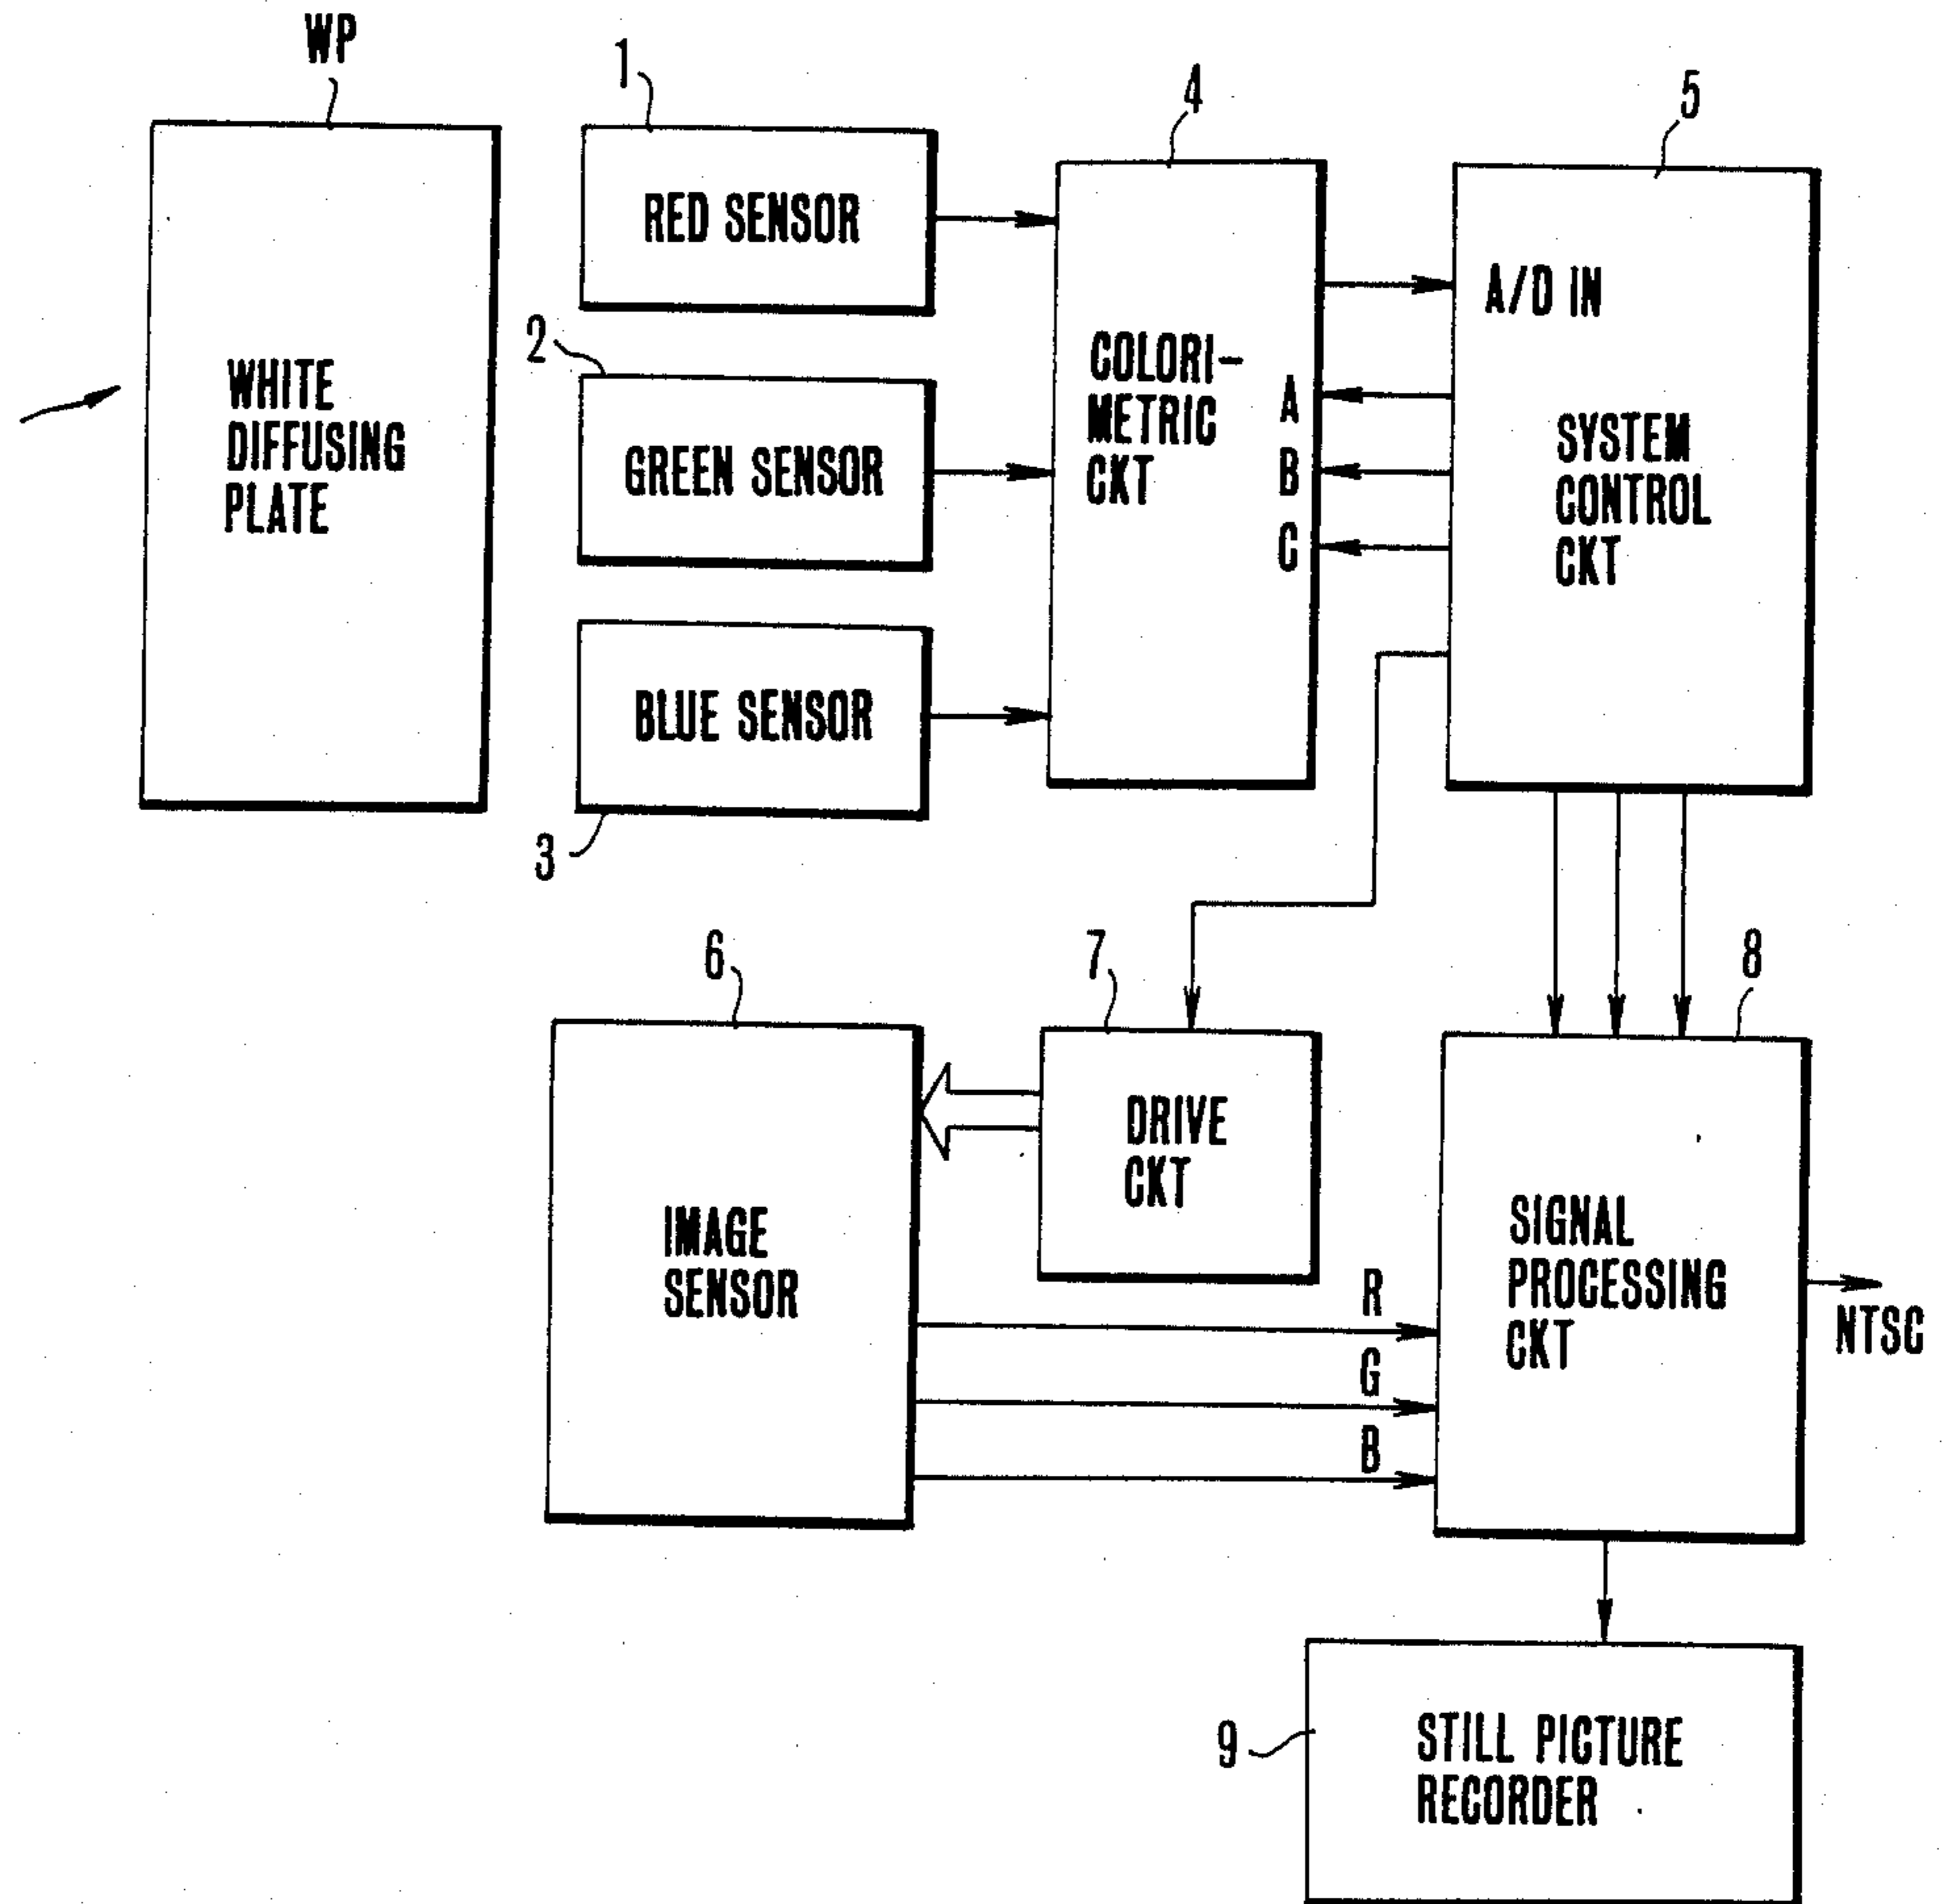 WP
1
4
5
RED SENSOR
A/D IN
2
WHITE
DIFFUSING
PLATE
GREEN SENSOR
COLORI-
METRIC
CKT
A
B
C
SYSTEM
CONTROL
CKT
BLUE SENSOR
3
6
7
8
IMAGE
SENSOR
DRIVE
CKT
SIGNAL
PROCESSING
CKT
R
G
B
NTSC
9
STILL PICTURE
RECORDER